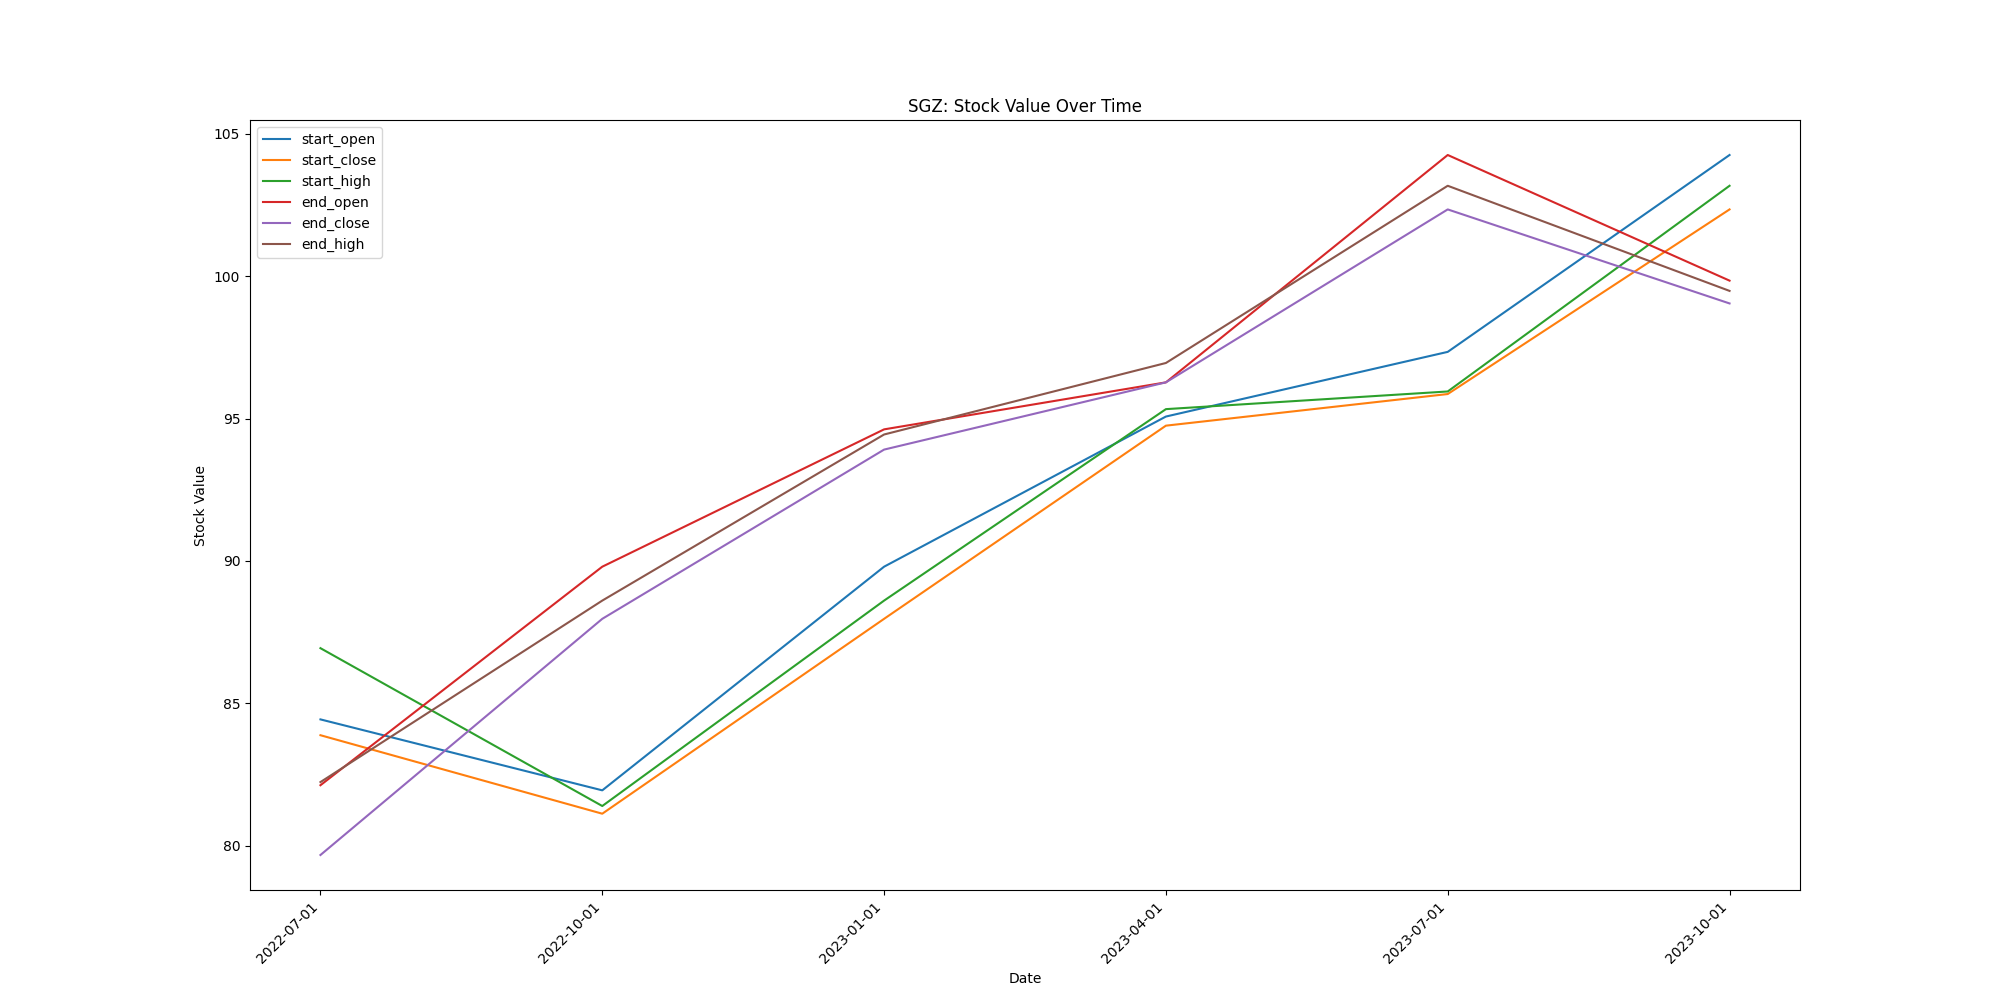 SGZ: Stock Value Over Time
105
100
95
90
85
80
Stock Value
start_open
start_close
start_high
end_open
end_close
end_high
2022-07-01
2022-10-01
2023-01-01
2023-04-01
2023-07-01
2023-10-01
Date